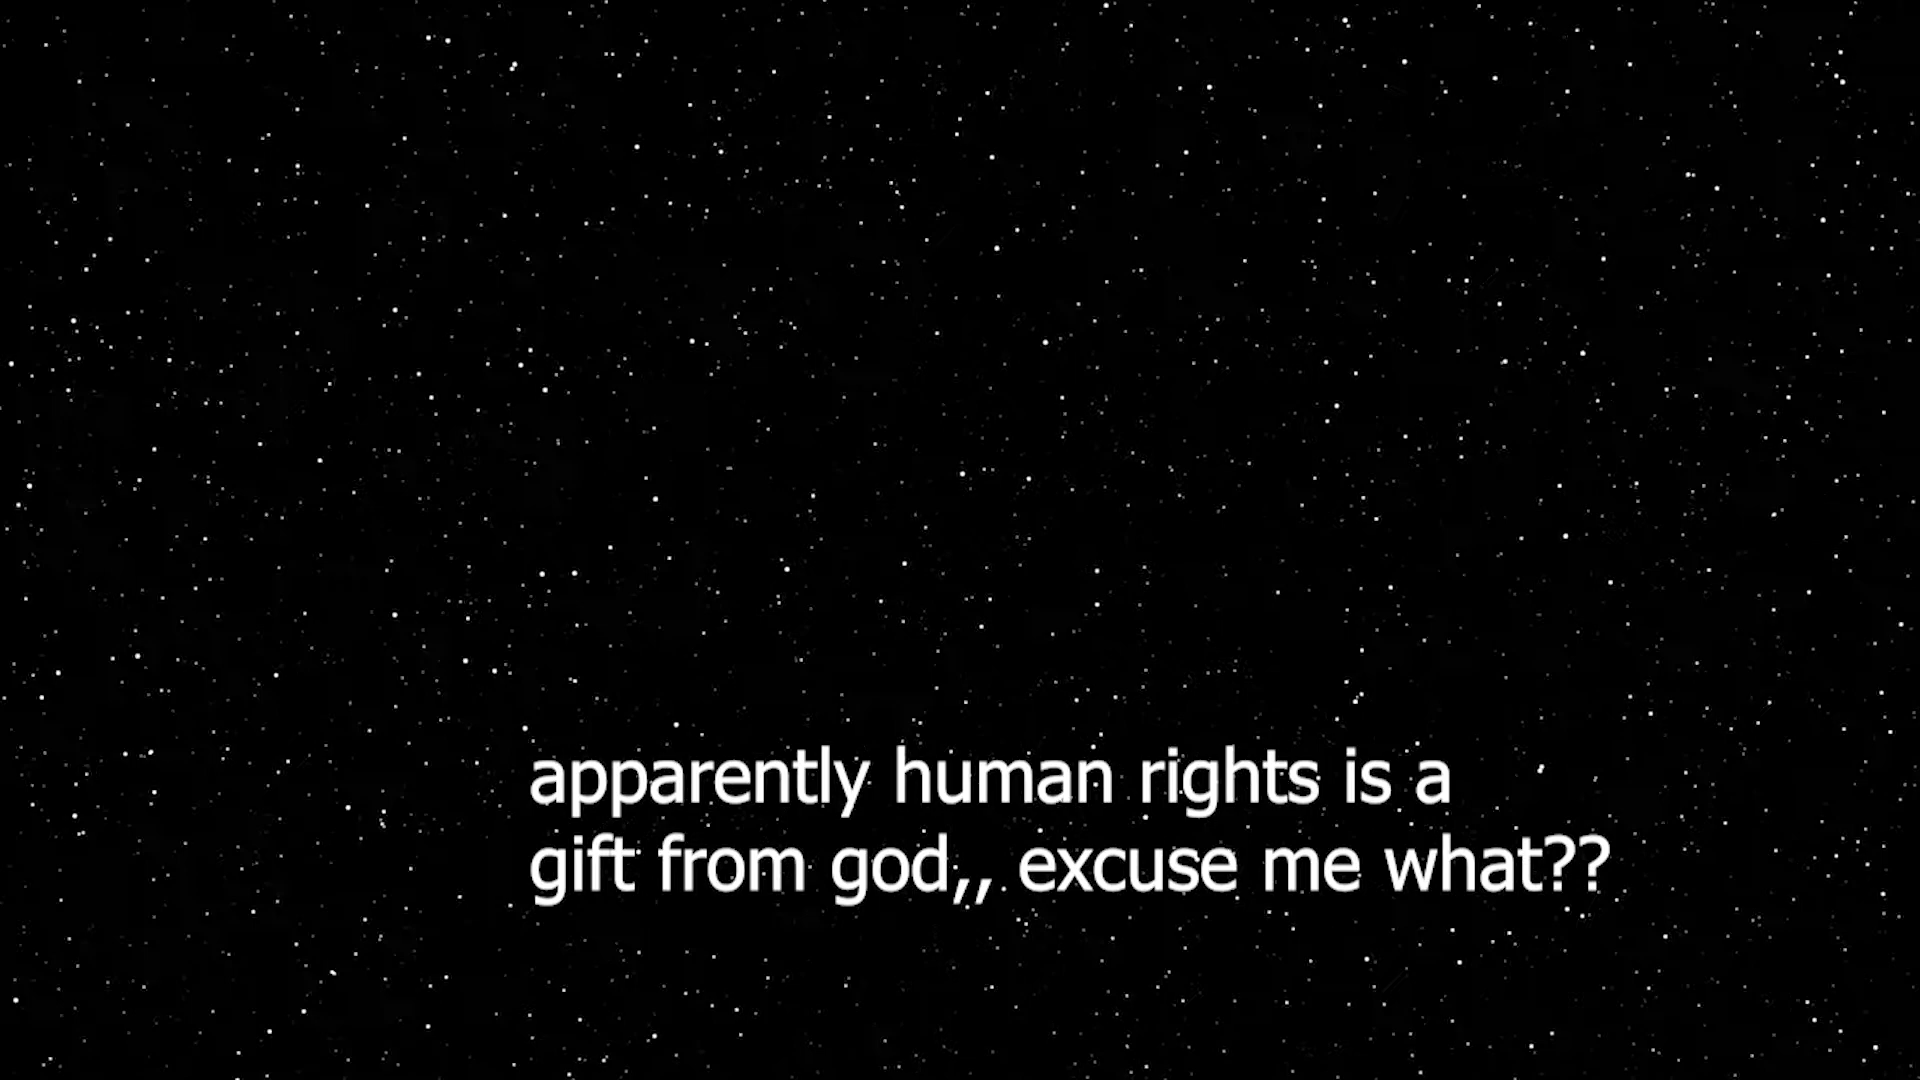 apparently human rights is a
gift from god,, excuse me what??